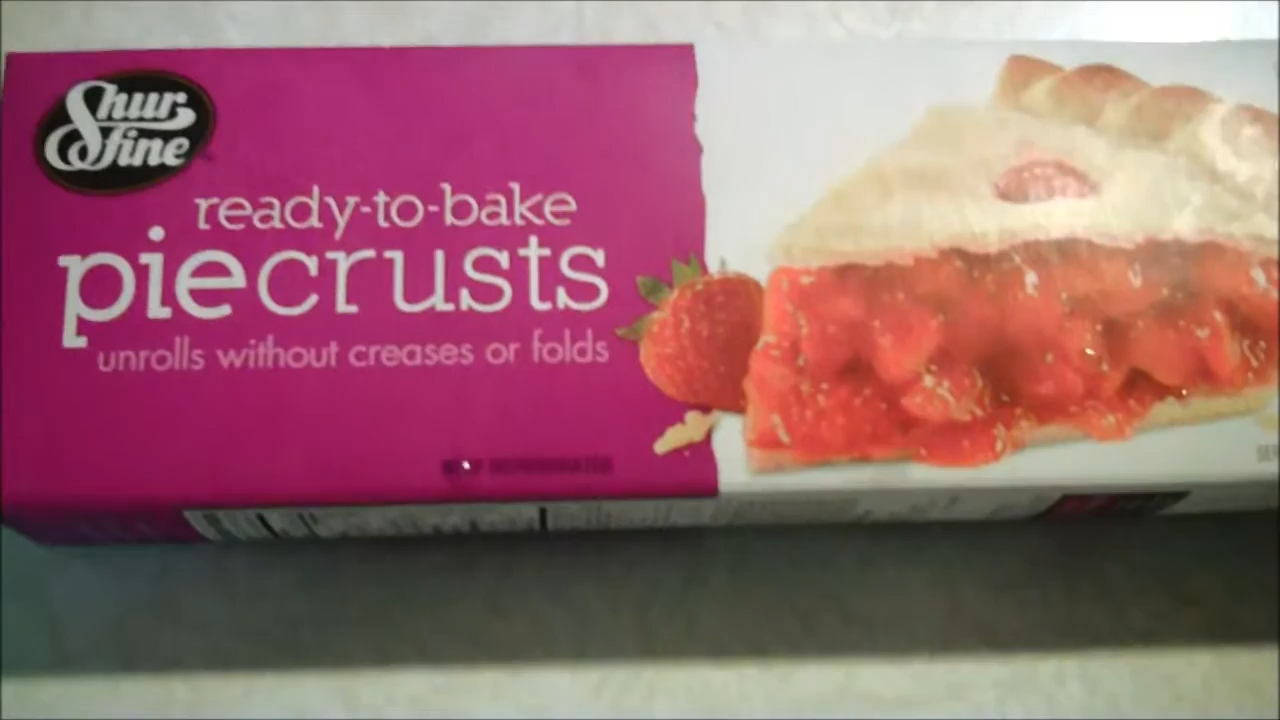 Shur
fine
ready-to-bake
piecrusts
unrolls without creases or folds